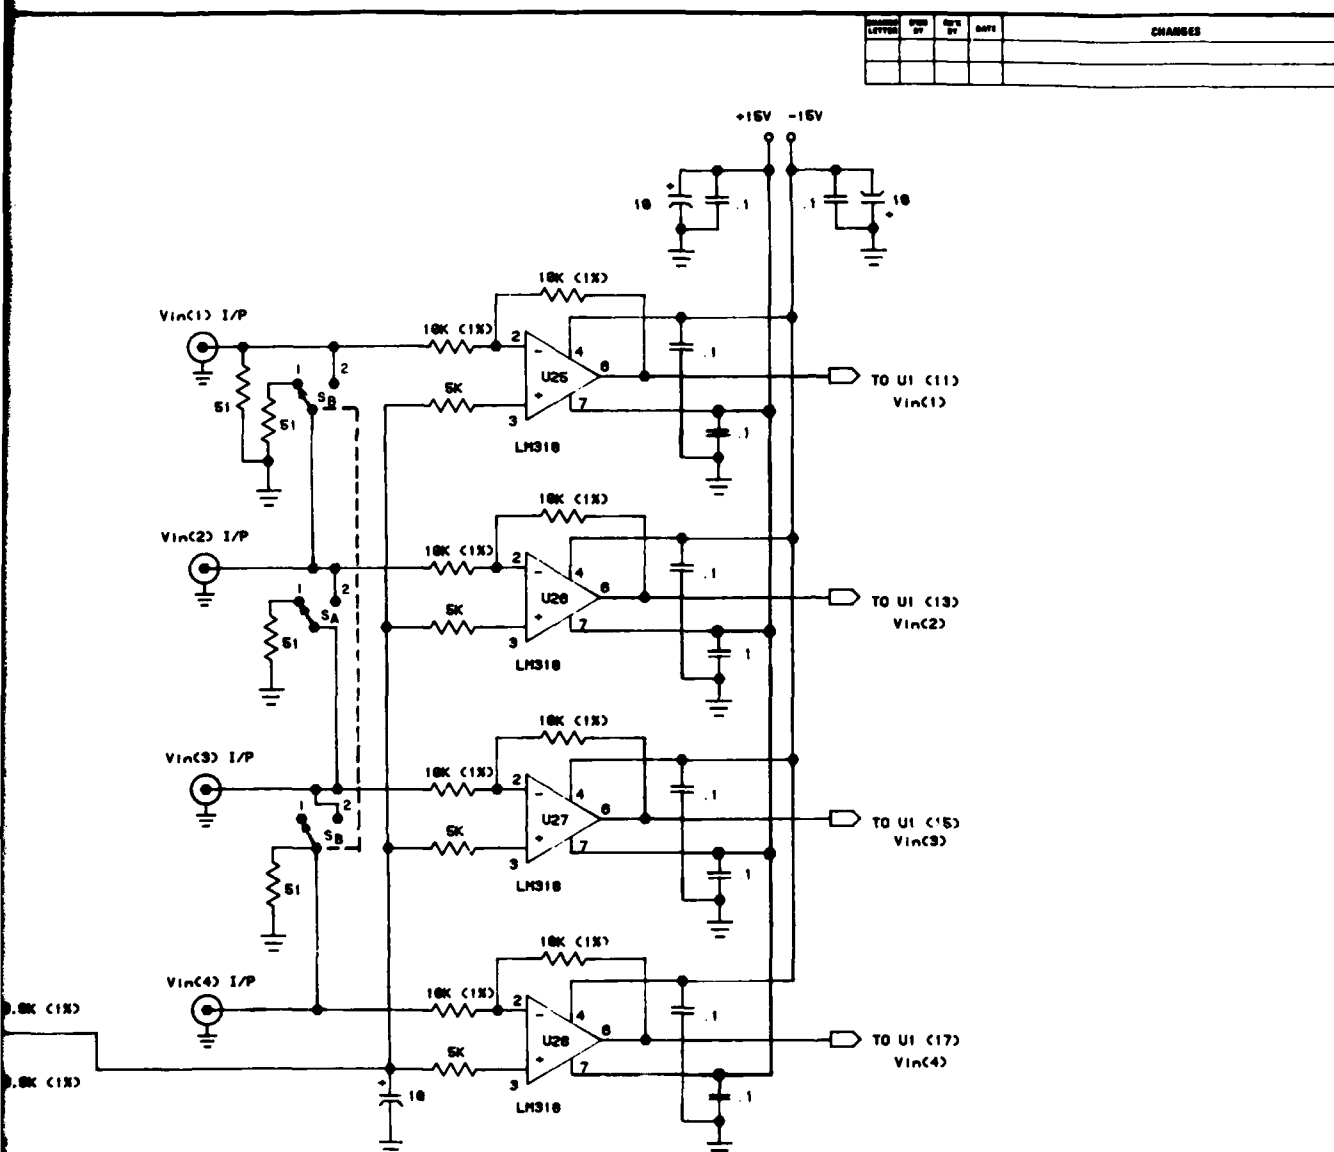 CHANGES
DATE
+15V -15V
10 .1 .1 10
10K (1%)
Vin(1) I/P
10K (1%)
2
4
.1
6
1
2
U25
TO U1 (11)
Vin(1)
SB
5K
51
51
7
3
.1
LM318
10K (1%)
Vin(2) I/P
10K (1%)
2
4
.1
6
1
2
U26
TO U1 (13)
Vin(2)
SA
5K
51
7
3
.1
LM318
10K (1%)
Vin(3) I/P
10K (1%)
2
4
.1
6
1
2
U27
TO U1 (15)
Vin(3)
SB
5K
51
7
3
.1
LM318
10K (1%)
Vin(4) I/P
10K (1%)
2
4
.1
6
U28
TO U1 (17)
Vin(4)
5K
7
3
.1
10
LM318
(1%)
(1%)